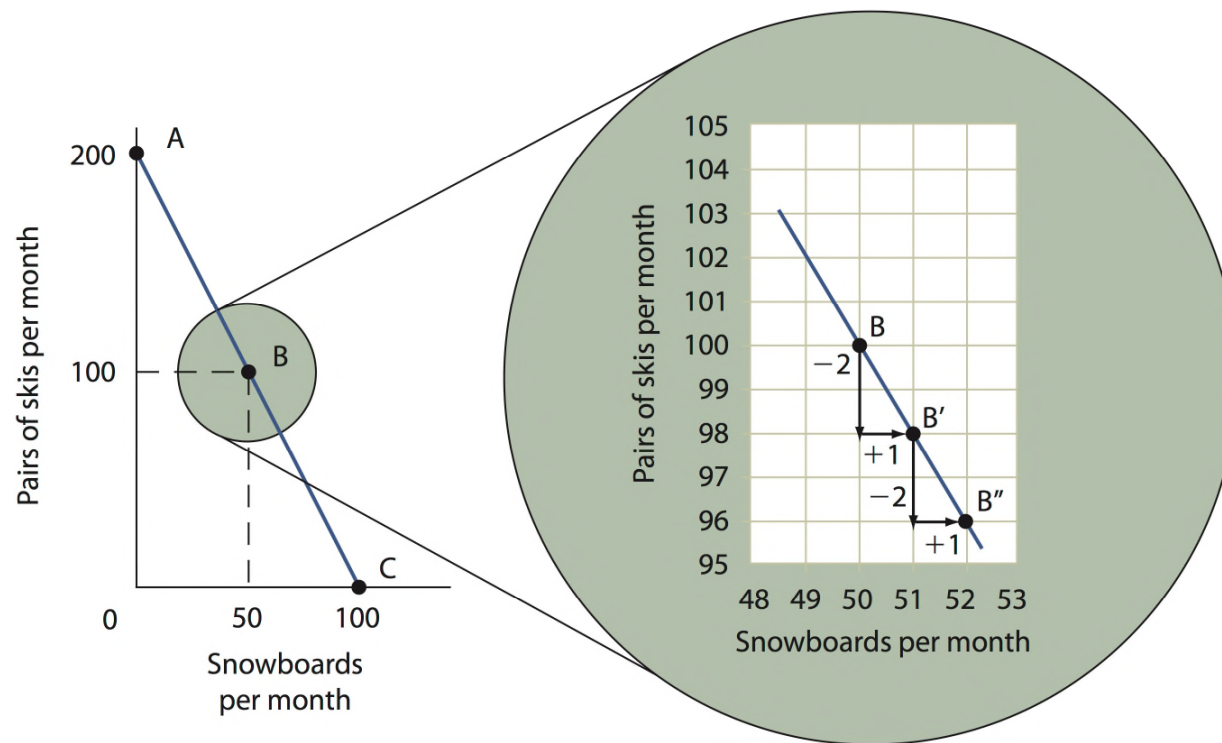 A
200
Pairs of skis per month
100
B
C
0
50
100
Snowboards
per month
105
104
103
102
101
100
99
98
97
96
95
Pairs of skis per month
B
−2
B′
+1
−2
B″
+1
48 49 50 51 52 53
Snowboards per month